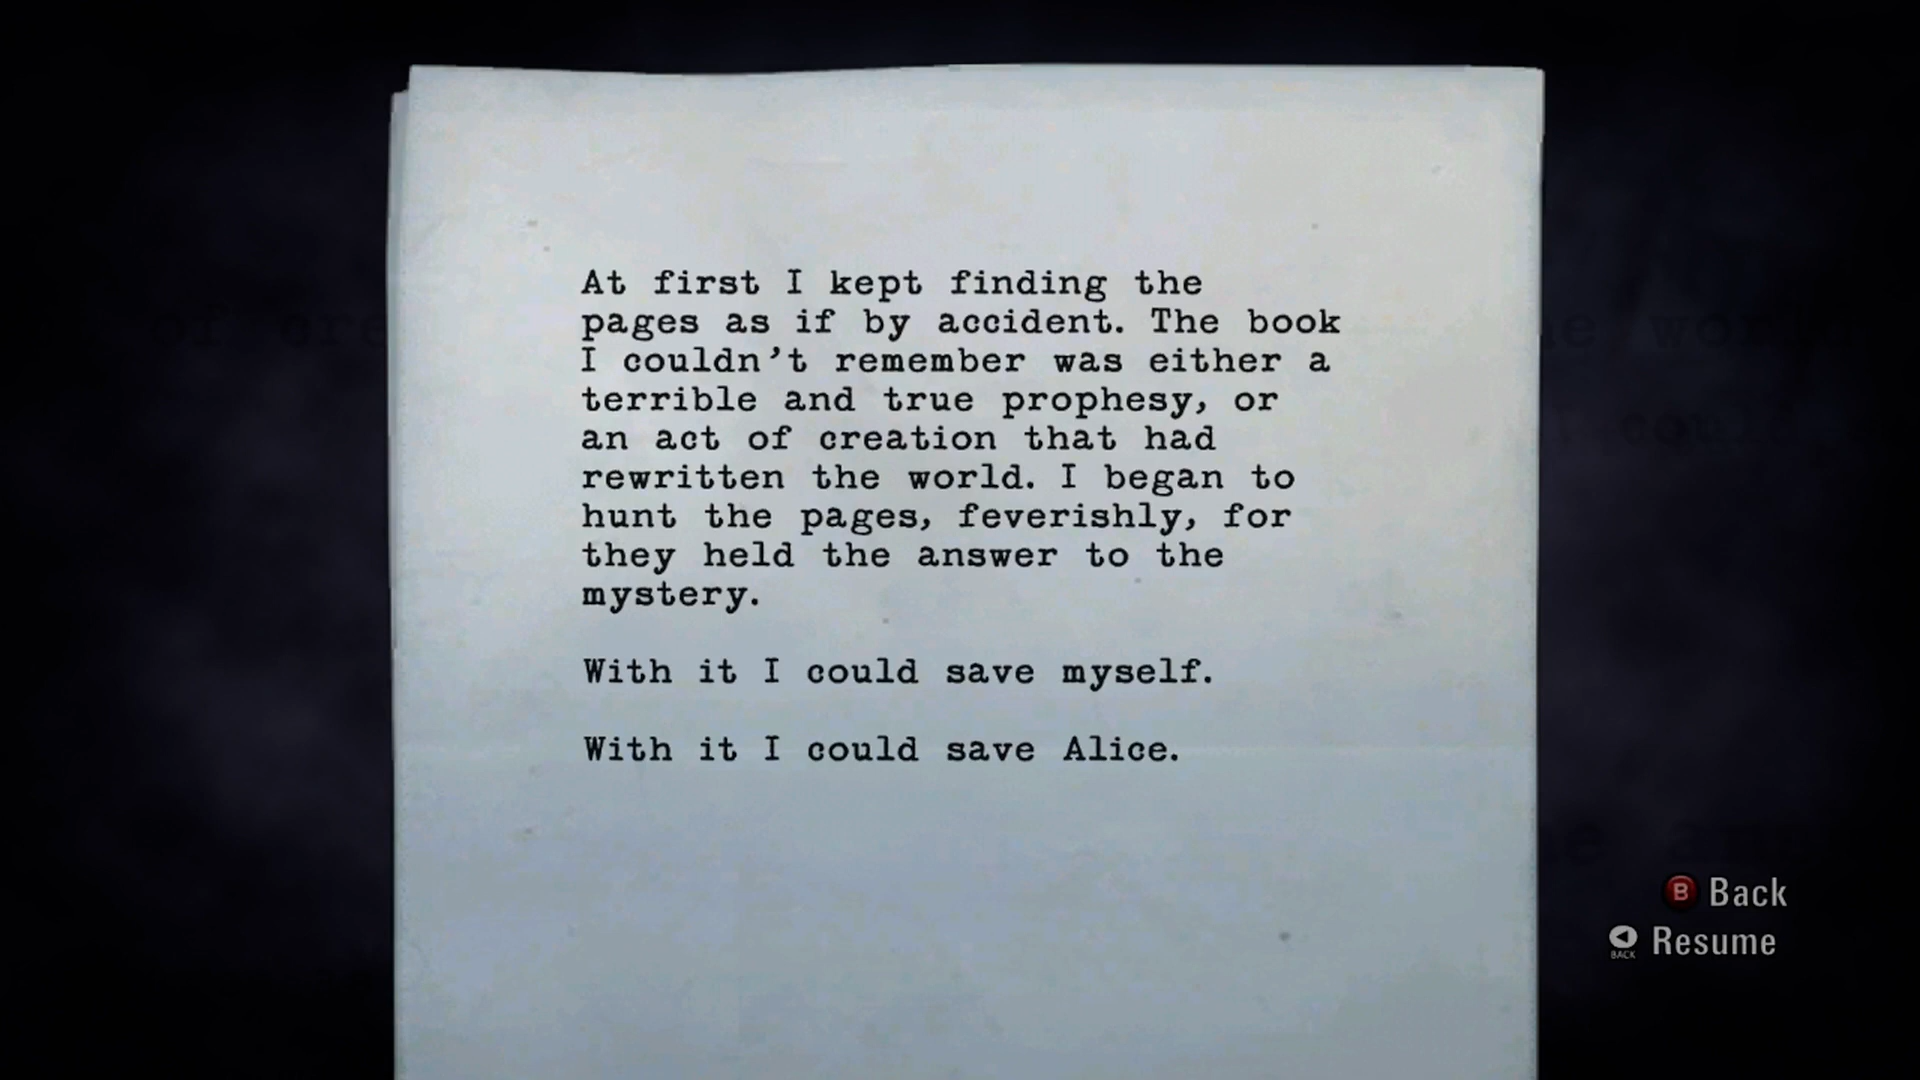 At first I kept finding the
pages as if by accident. The book
I couldn't remember was either a
terrible and true prophesy, or
an act of creation that had
rewritten the world. I began to
hunt the pages, feverishly, for
they held the answer to the
mystery.
With it I could save myself.
With it I could save Alice.
B Back
BACK Resume